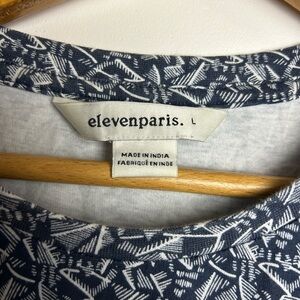 elevenparis. L
MADE IN INDIA
FABRIQUÉ EN INDE